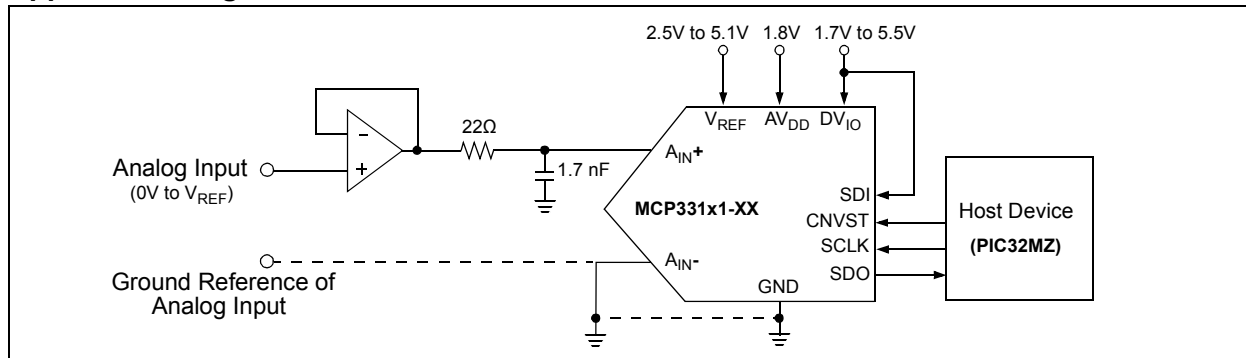 2.5V to 5.1V 1.8V 1.7V to 5.5V
VREF AVDD DVIO
22Ω
AIN+
1.7 nF
-
+
Analog Input
(0V to VREF)
MCP331x1-XX
SDI
CNVST
SCLK
SDO
Host Device
(PIC32MZ)
AIN-
GND
Ground Reference of
Analog Input